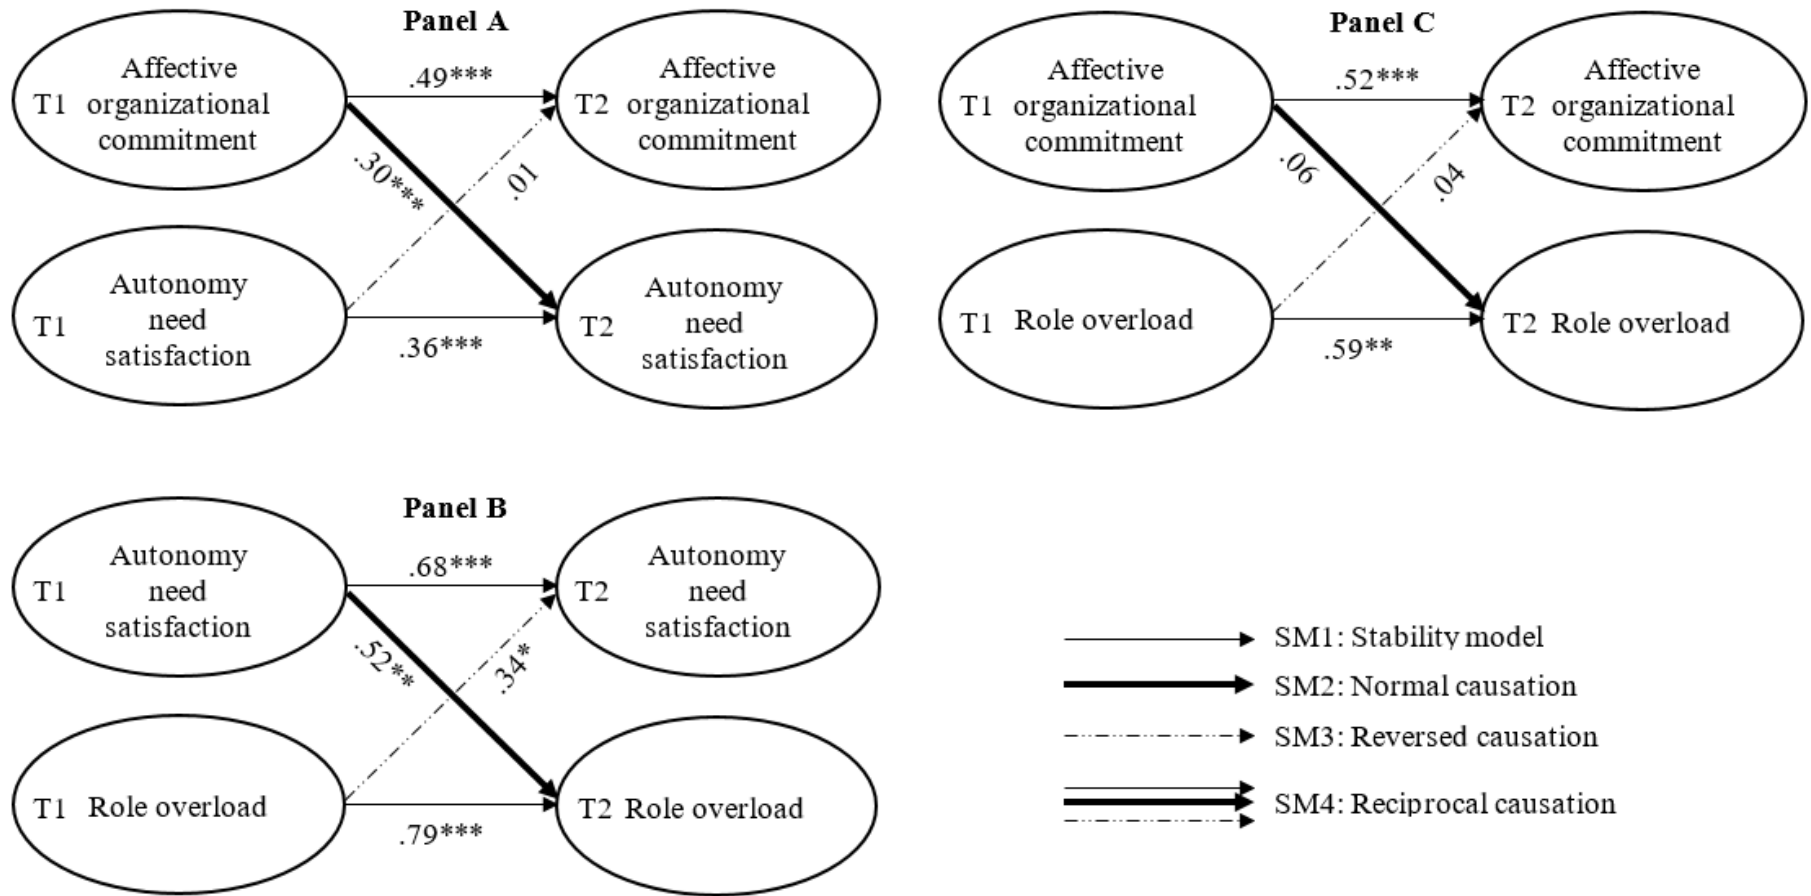 Panel A
Affective
T1 organizational
commitment
.49***
Affective
T2 organizational
commitment
.30***
.01
Autonomy
T1 need
satisfaction
.36***
Autonomy
T2 need
satisfaction
Panel C
Affective
T1 organizational
commitment
.52***
Affective
T2 organizational
commitment
.06
.04
T1 Role overload
.59**
T2 Role overload
Panel B
Autonomy
T1 need
satisfaction
.68***
Autonomy
T2 need
satisfaction
.52**
.34*
T1 Role overload
.79***
T2 Role overload
SM1: Stability model
SM2: Normal causation
SM3: Reversed causation
SM4: Reciprocal causation